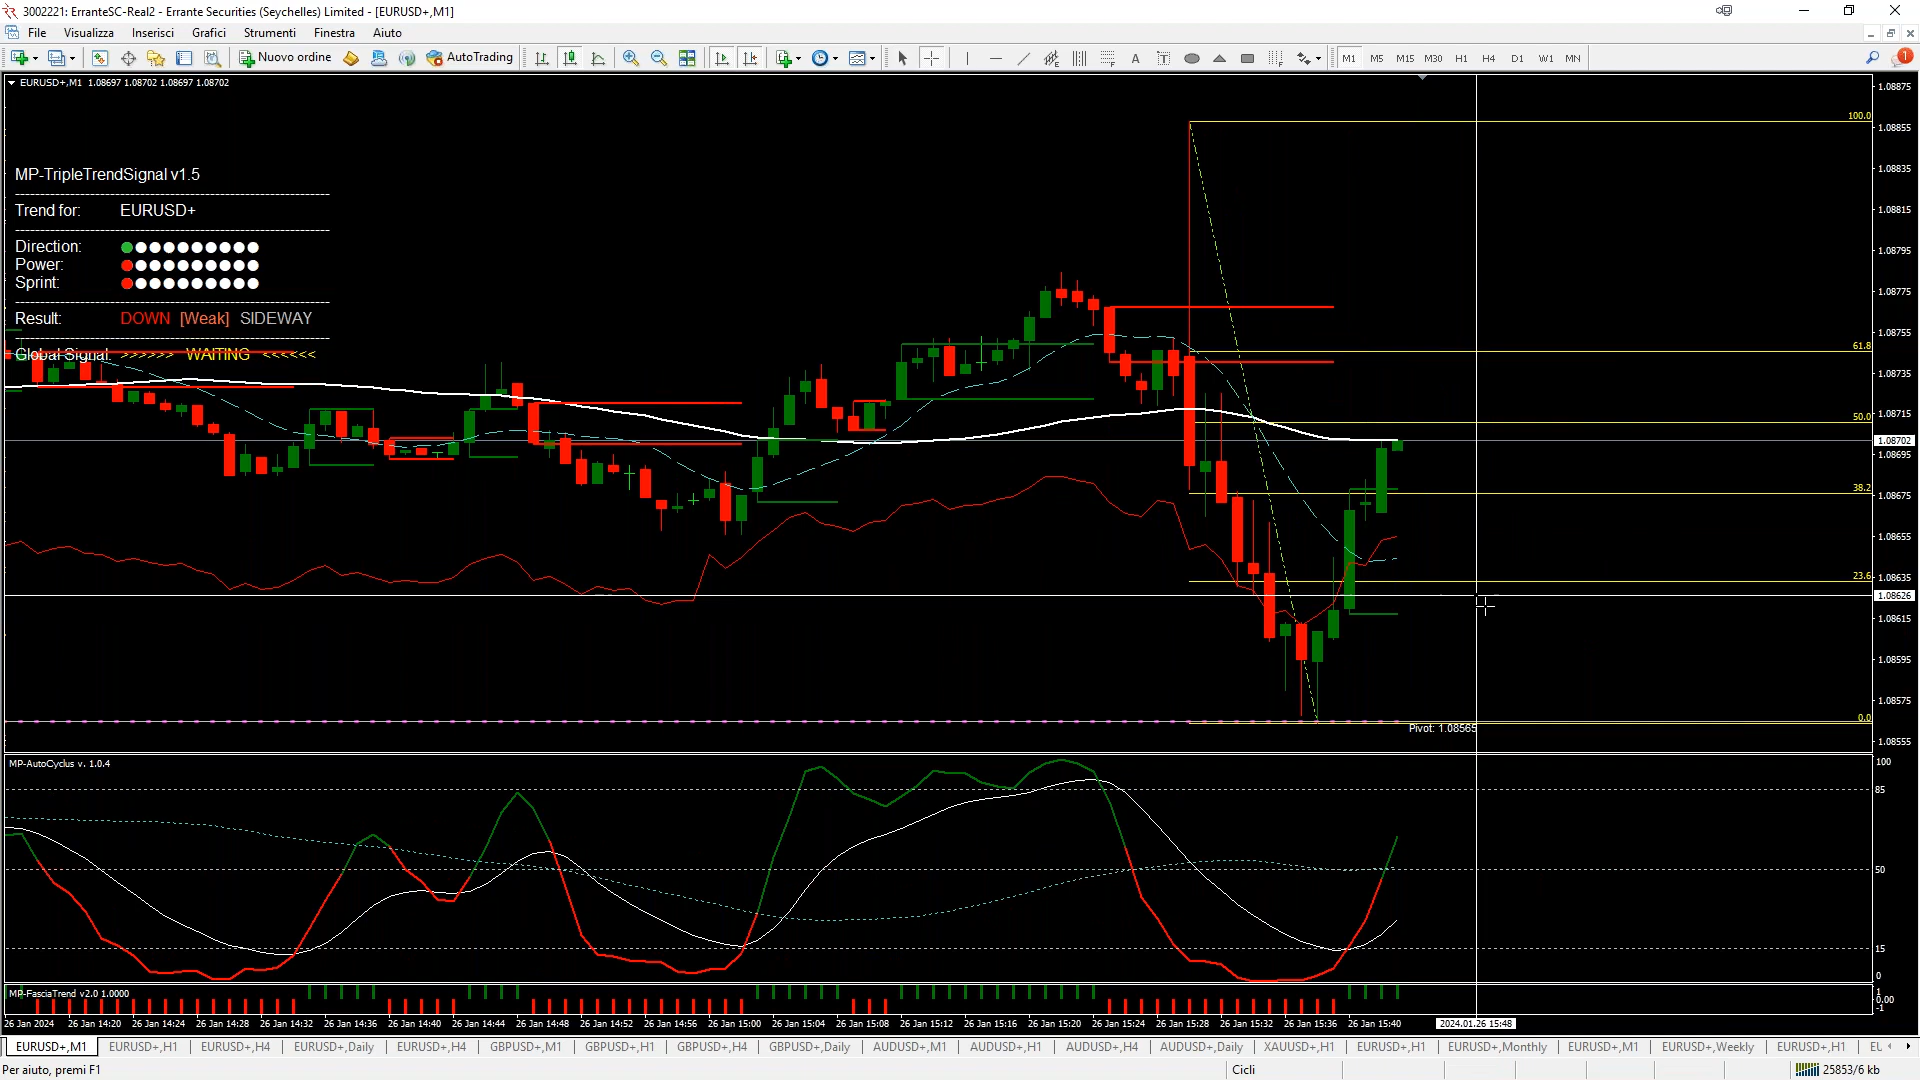 3002221: ErranteSC-Real2 - Errante Securities (Seychelles) Limited - [EURUSD+,M1]
File Visualizza Inserisci Grafici Strumenti Finestra Aiuto
Nuovo ordine AutoTrading A T M1 M5 M15 M30 H1 H4 D1 W1 MN 1
EURUSD+,M1 1.08697 1.08702 1.08697 1.08702
1.08875
100.0
1.08855
1.08835
MP-TripleTrendSignal v1.5
Trend for: EURUSD+
1.08815
Direction:
1.08795
Power:
Sprint:
1.08775
Result: DOWN [Weak] SIDEWAY
1.08755
61.8
Global Signal: >>>>>> WAITING <<<<<<
1.08735
1.08715
50.0
1.08702
1.08695
38.2
1.08675
1.08655
23.6
1.08635
1.08626
1.08615
1.08595
1.08575
0.0
Pivot: 1.08565
1.08555
MP-AutoCyclus v. 1.0.4
100
85
50
15
0
MP-FasciaTrend v2.0 1.0000
1
0.00
-1
26 Jan 2024 26 Jan 14:20 26 Jan 14:24 26 Jan 14:28 26 Jan 14:32 26 Jan 14:36 26 Jan 14:40 26 Jan 14:44 26 Jan 14:48 26 Jan 14:52 26 Jan 14:56 26 Jan 15:00 26 Jan 15:04 26 Jan 15:08 26 Jan 15:12 26 Jan 15:16 26 Jan 15:20 26 Jan 15:24 26 Jan 15:28 26 Jan 15:32 26 Jan 15:36 26 Jan 15:40 2024.01.26 15:48
EURUSD+,M1 EURUSD+,H1 EURUSD+,H4 EURUSD+,Daily EURUSD+,H4 GBPUSD+,M1 GBPUSD+,H1 GBPUSD+,H4 GBPUSD+,Daily AUDUSD+,M1 AUDUSD+,H1 AUDUSD+,H4 AUDUSD+,Daily XAUUSD+,H1 EURUSD+,H1 EURUSD+,Monthly EURUSD+,M1 EURUSD+,Weekly EURUSD+,H1 EL
Per aiuto, premi F1 Cicli 25853/6 kb